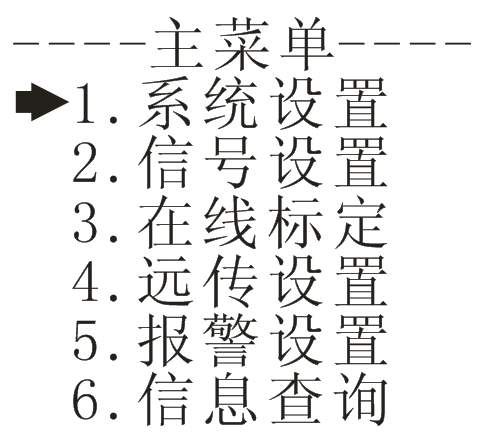 ----主菜单----
1.系统设置
2.信号设置
3.在线标定
4.远传设置
5.报警设置
6.信息查询